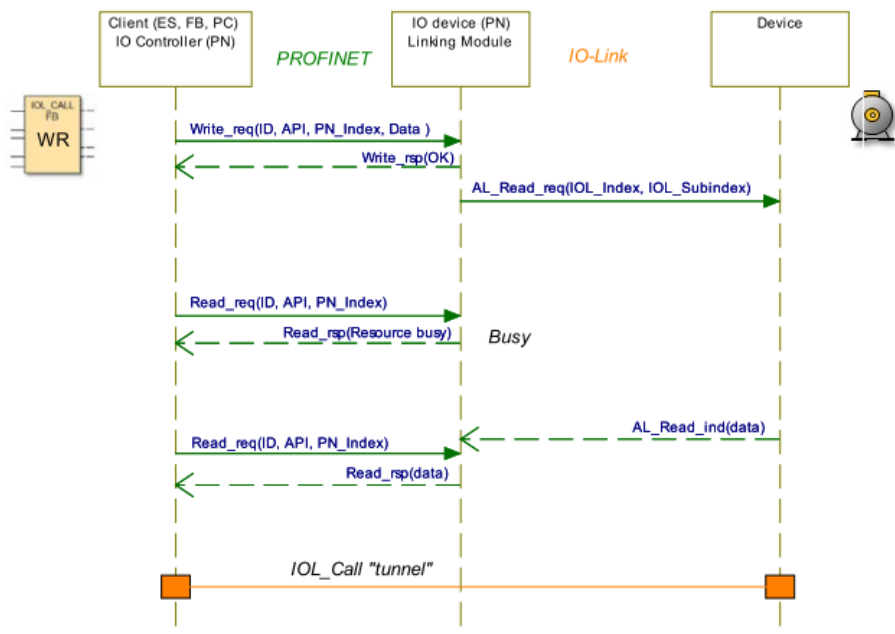 Client (ES, FB, PC)
IO Controller (PN)
PROFINET
IO device (PN)
Linking Module
IO-Link
Device
IOL_CALL
FB
WR
Write_req(ID, API, PN_Index, Data )
Write_rsp(OK)
AL_Read_req(IOL_Index, IOL_Subindex)
Read_req(ID, API, PN_Index)
Read_rsp(Resource busy)
Busy
AL_Read_ind(data)
Read_req(ID, API, PN_Index)
Read_rsp(data)
IOL_Call "tunnel"